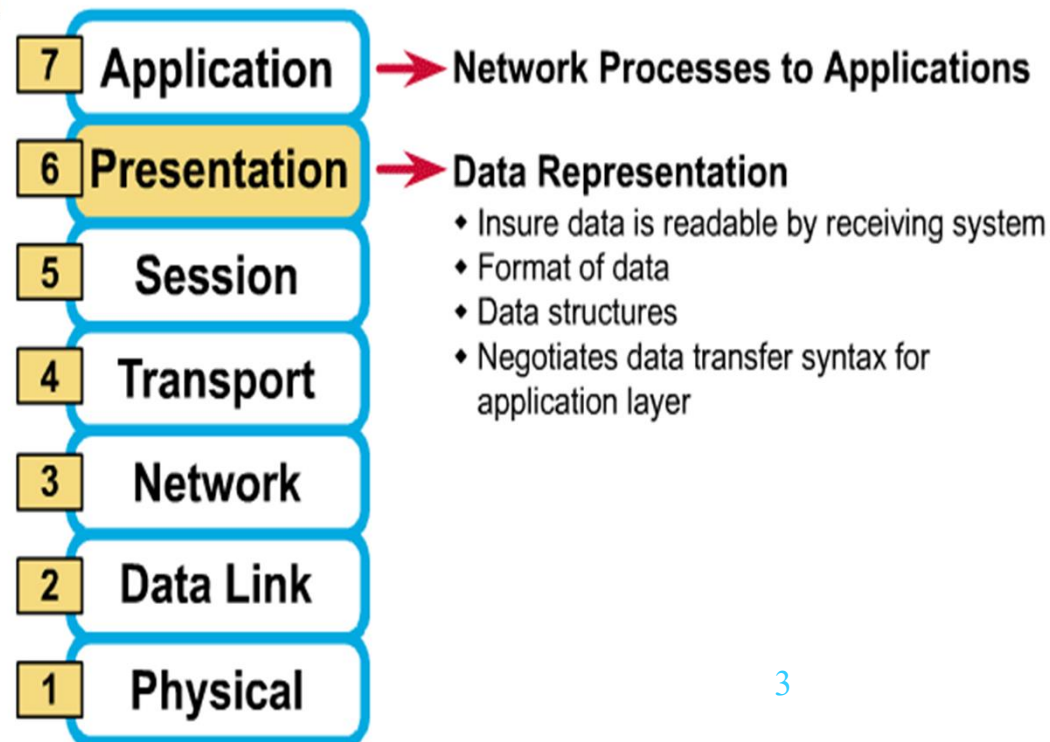 7 Application → Network Processes to Applications
6 Presentation → Data Representation
◆ Insure data is readable by receiving system
◆ Format of data
◆ Data structures
◆ Negotiates data transfer syntax for
application layer
5 Session
4 Transport
3 Network
2 Data Link
1 Physical
3